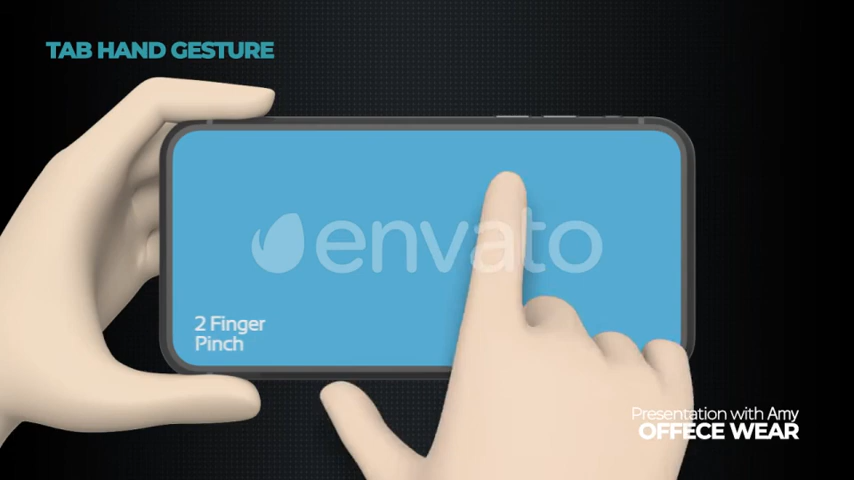 TAB HAND GESTURE
envato
2 Finger
Pinch
Presentation with Amy
OFFECE WEAR